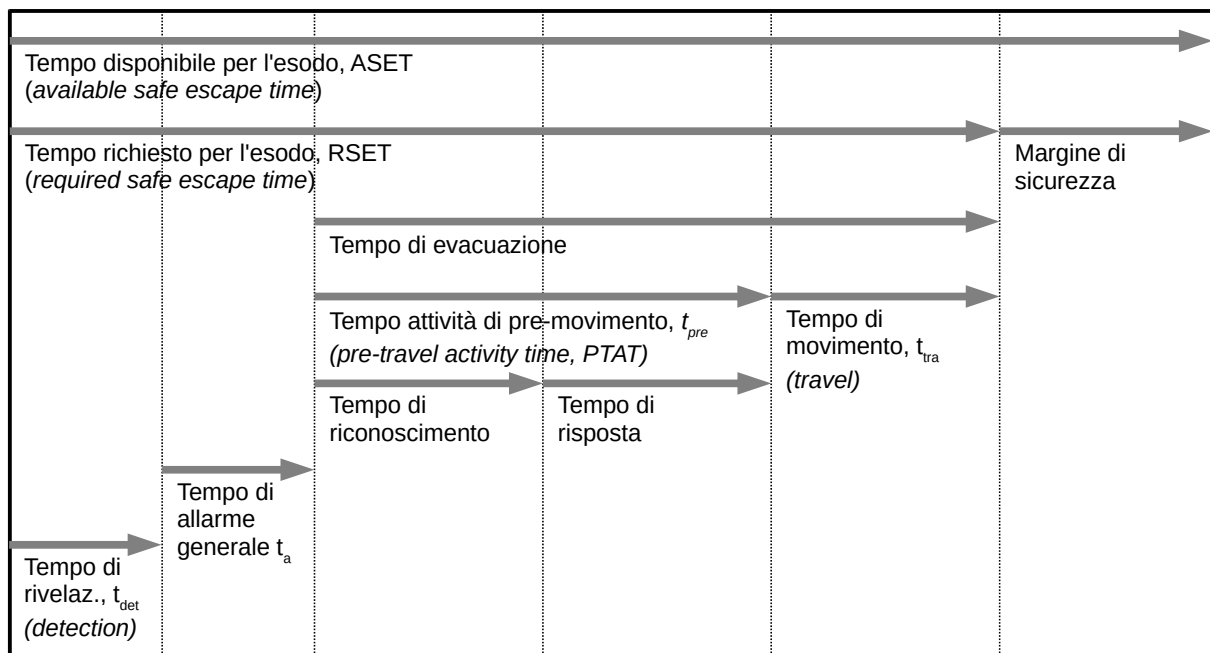 Tempo disponibile per l'esodo, ASET
(available safe escape time)
Tempo richiesto per l'esodo, RSET
(required safe escape time)
Margine di
sicurezza
Tempo di evacuazione
Tempo attività di pre-movimento, tpre
(pre-travel activity time, PTAT)
Tempo di
movimento, ttra
(travel)
Tempo di
riconoscimento
Tempo di
risposta
Tempo di
allarme
generale ta
Tempo di
rivelaz., tdet
(detection)